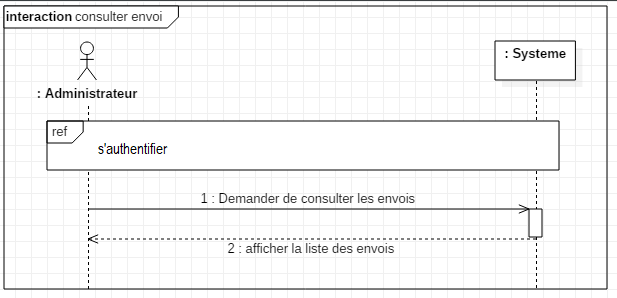 interaction consulter envoi
: Administrateur
: Systeme
ref
s'authentifier
1 : Demander de consulter les envois
2 : afficher la liste des envois